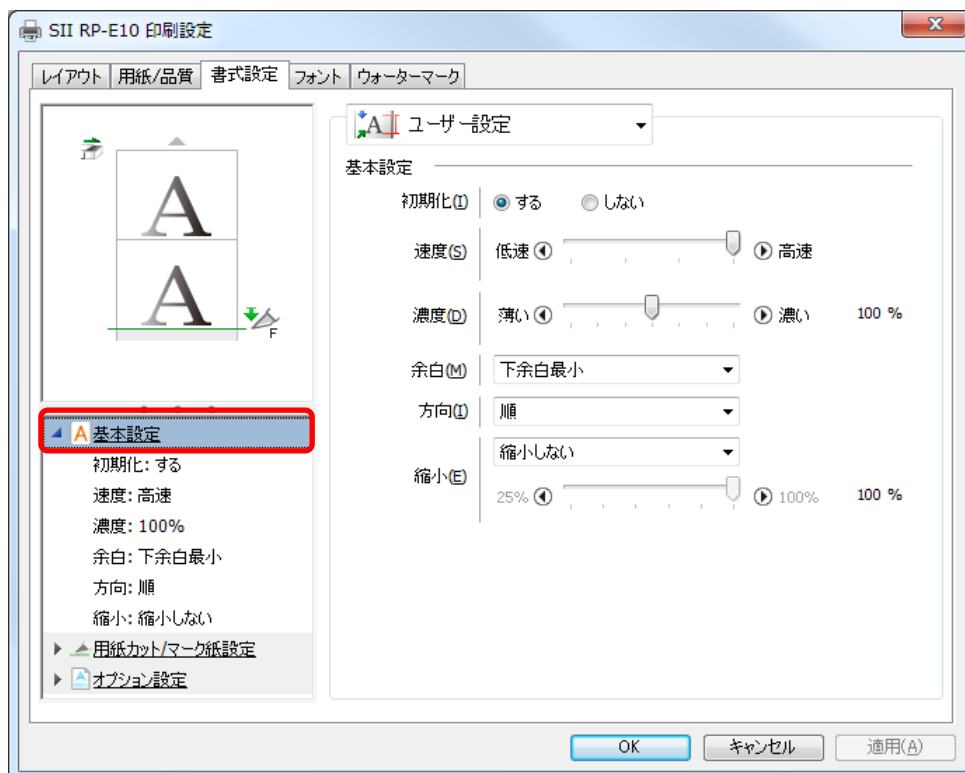 SII RP-E10 印刷設定
レイアウト 用紙/品質 書式設定 フォント ウォーターマーク
A
A
F
基本設定
初期化: する
速度: 高速
濃度: 100%
余白: 下余白最小
方向: 順
縮小: 縮小しない
用紙カット/マーク紙設定
オプション設定
ユーザー設定
基本設定
初期化(I) する しない
速度(S) 低速 高速
濃度(D) 薄い 濃い 100 %
余白(M) 下余白最小
方向(I) 順
縮小(E) 縮小しない
25% 100% 100 %
OK キャンセル 適用(A)